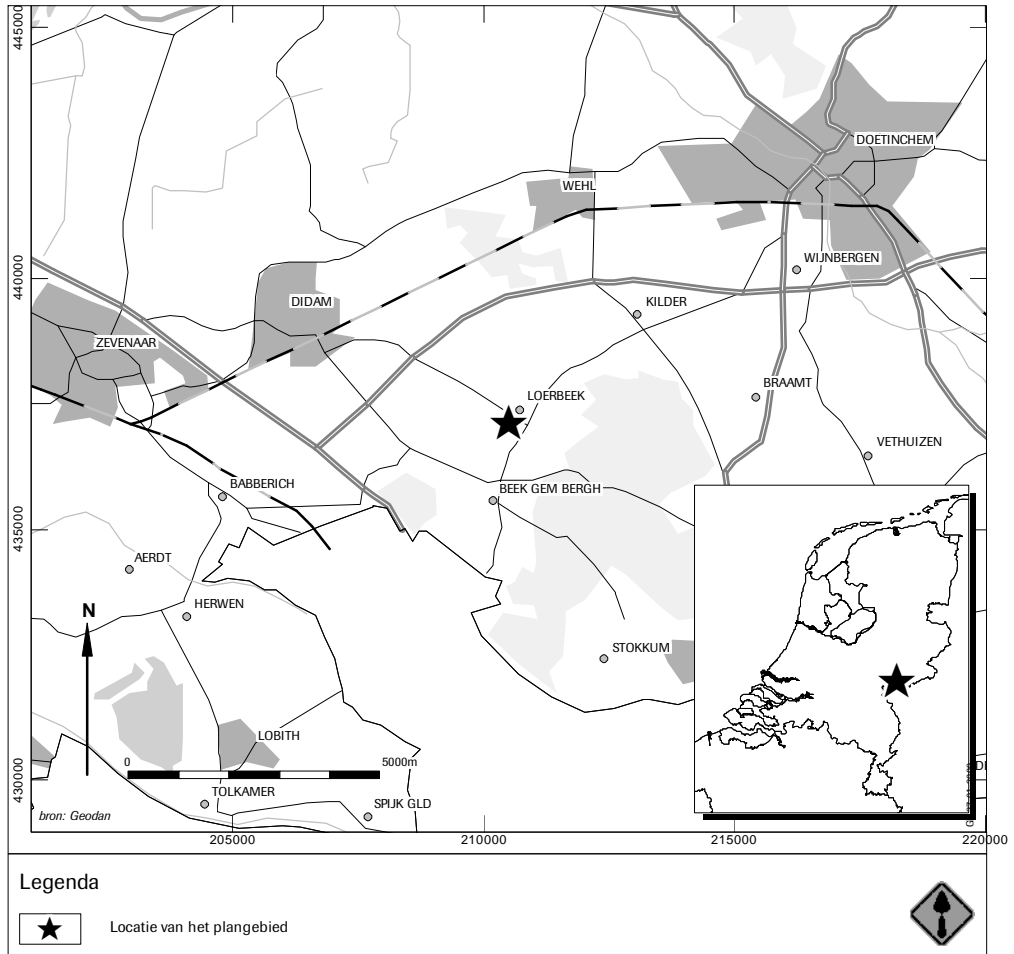 445000
DOETINCHEM
WEHL
WIJNBERGEN
440000
DIDAM
KILDER
ZEVENAAR
BRAAMT
LOERBEEK
VETHUIZEN
BABBERICH
BEEK GEM BERGH
435000
AERDT
N
HERWEN
STOKKUM
LOBITH
0
5000m
430000
TOLKAMER
SPIJK GLD
bron: Geodan
205000
210000
215000
220000
Legenda
Locatie van het plangebied